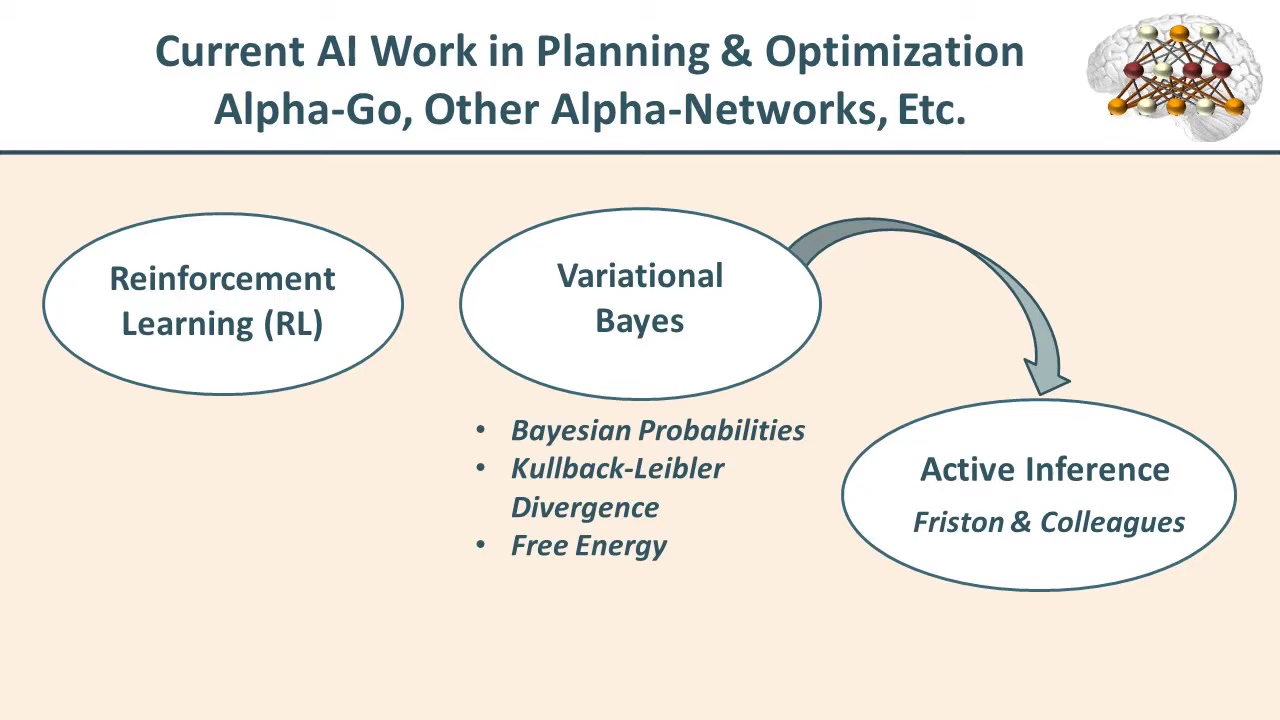 Current AI Work in Planning & Optimization
Alpha-Go, Other Alpha-Networks, Etc.
Reinforcement
Learning (RL)
Variational
Bayes
• Bayesian Probabilities
• Kullback-Leibler
Divergence
• Free Energy
Active Inference
Friston & Colleagues